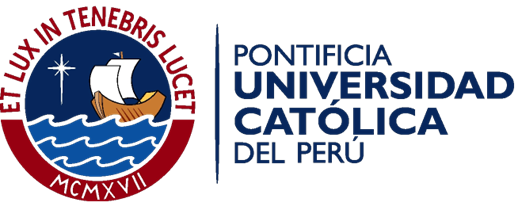 ET LUX IN TENEBRIS LUCET
MCMXVII
PONTIFICIA
UNIVERSIDAD
CATÓLICA
DEL PERÚ